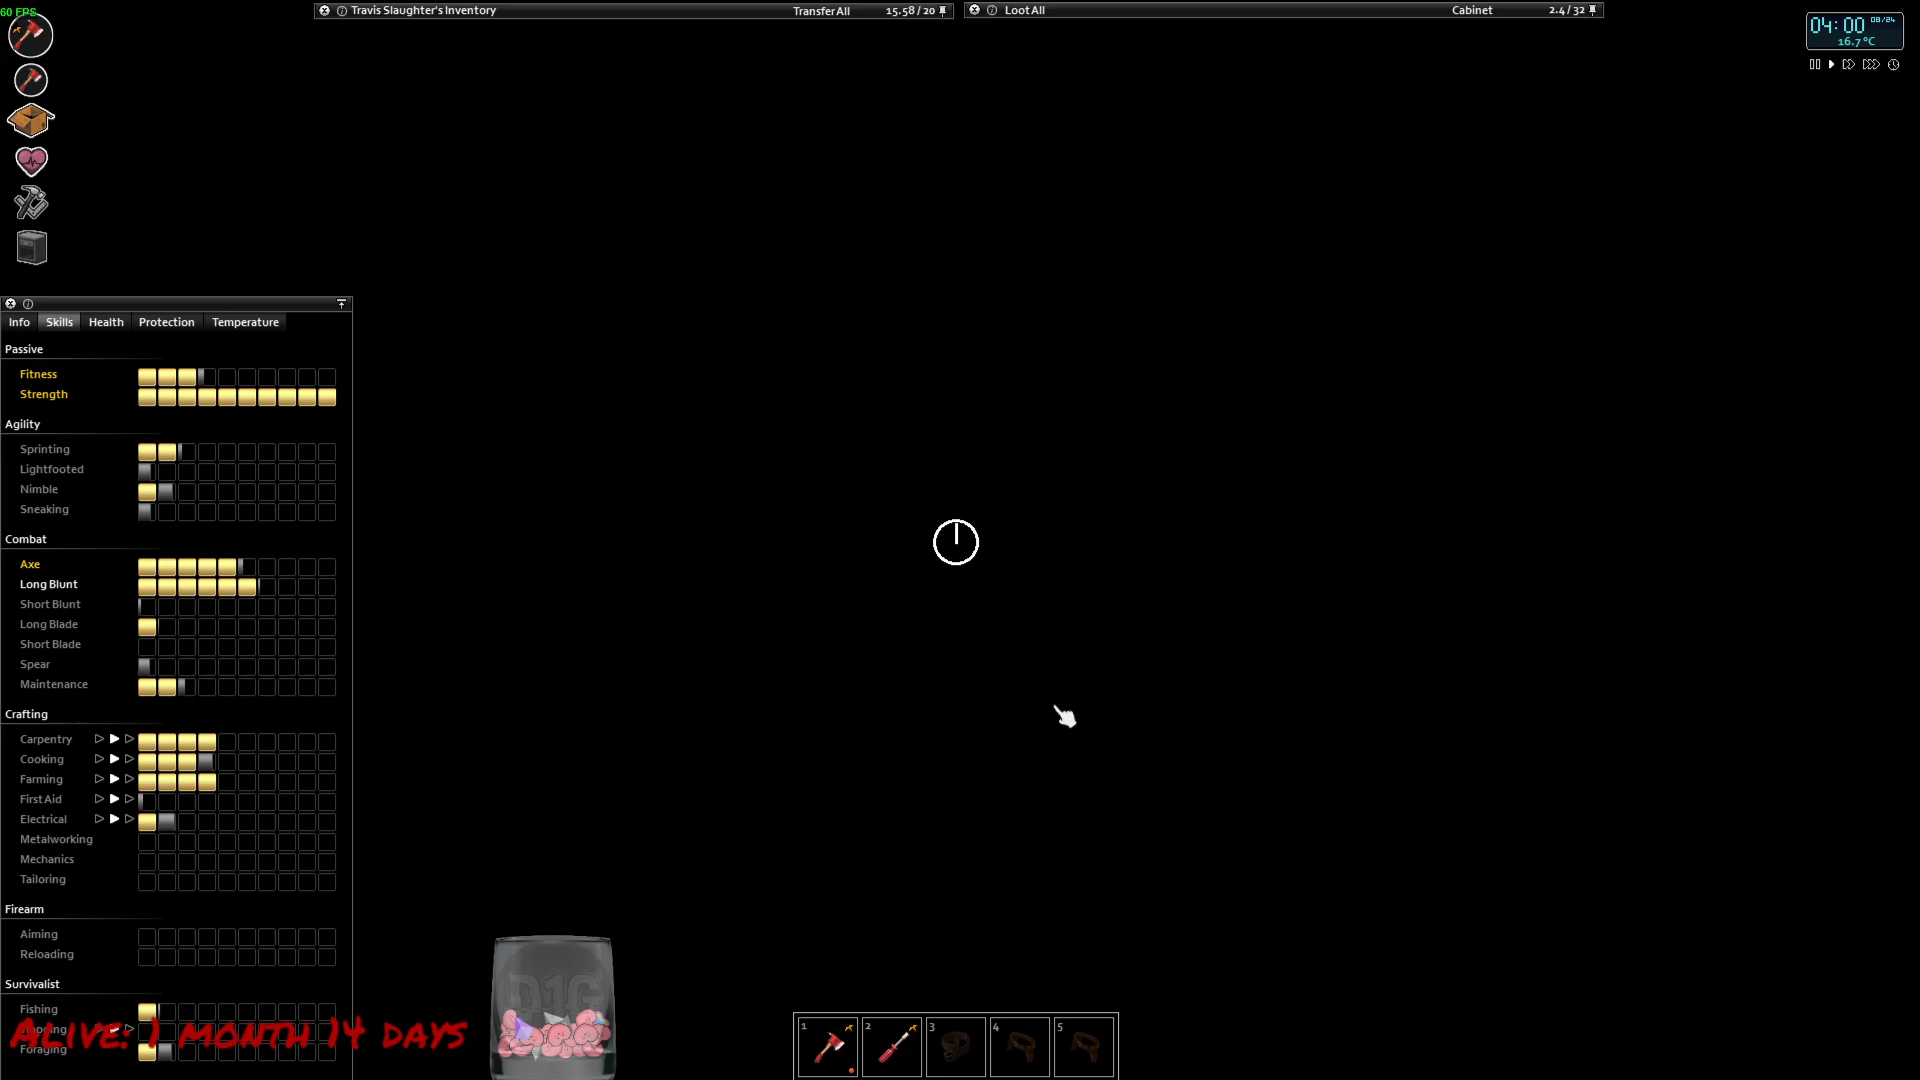 60 FPS
Travis Slaughter's Inventory Transfer All 15.58 / 20
Loot All Cabinet 2.4 / 32
04:00 08/24
16.7 °C
Info Skills Health Protection Temperature
Passive
Fitness
Strength
Agility
Sprinting
Lightfooted
Nimble
Sneaking
Combat
Axe
Long Blunt
Short Blunt
Long Blade
Short Blade
Spear
Maintenance
Crafting
Carpentry
Cooking
Farming
First Aid
Electrical
Metalworking
Mechanics
Tailoring
Firearm
Aiming
Reloading
Survivalist
Fishing
Alive: 1 month 14 days
Foraging
D1G
1 2 3 4 5